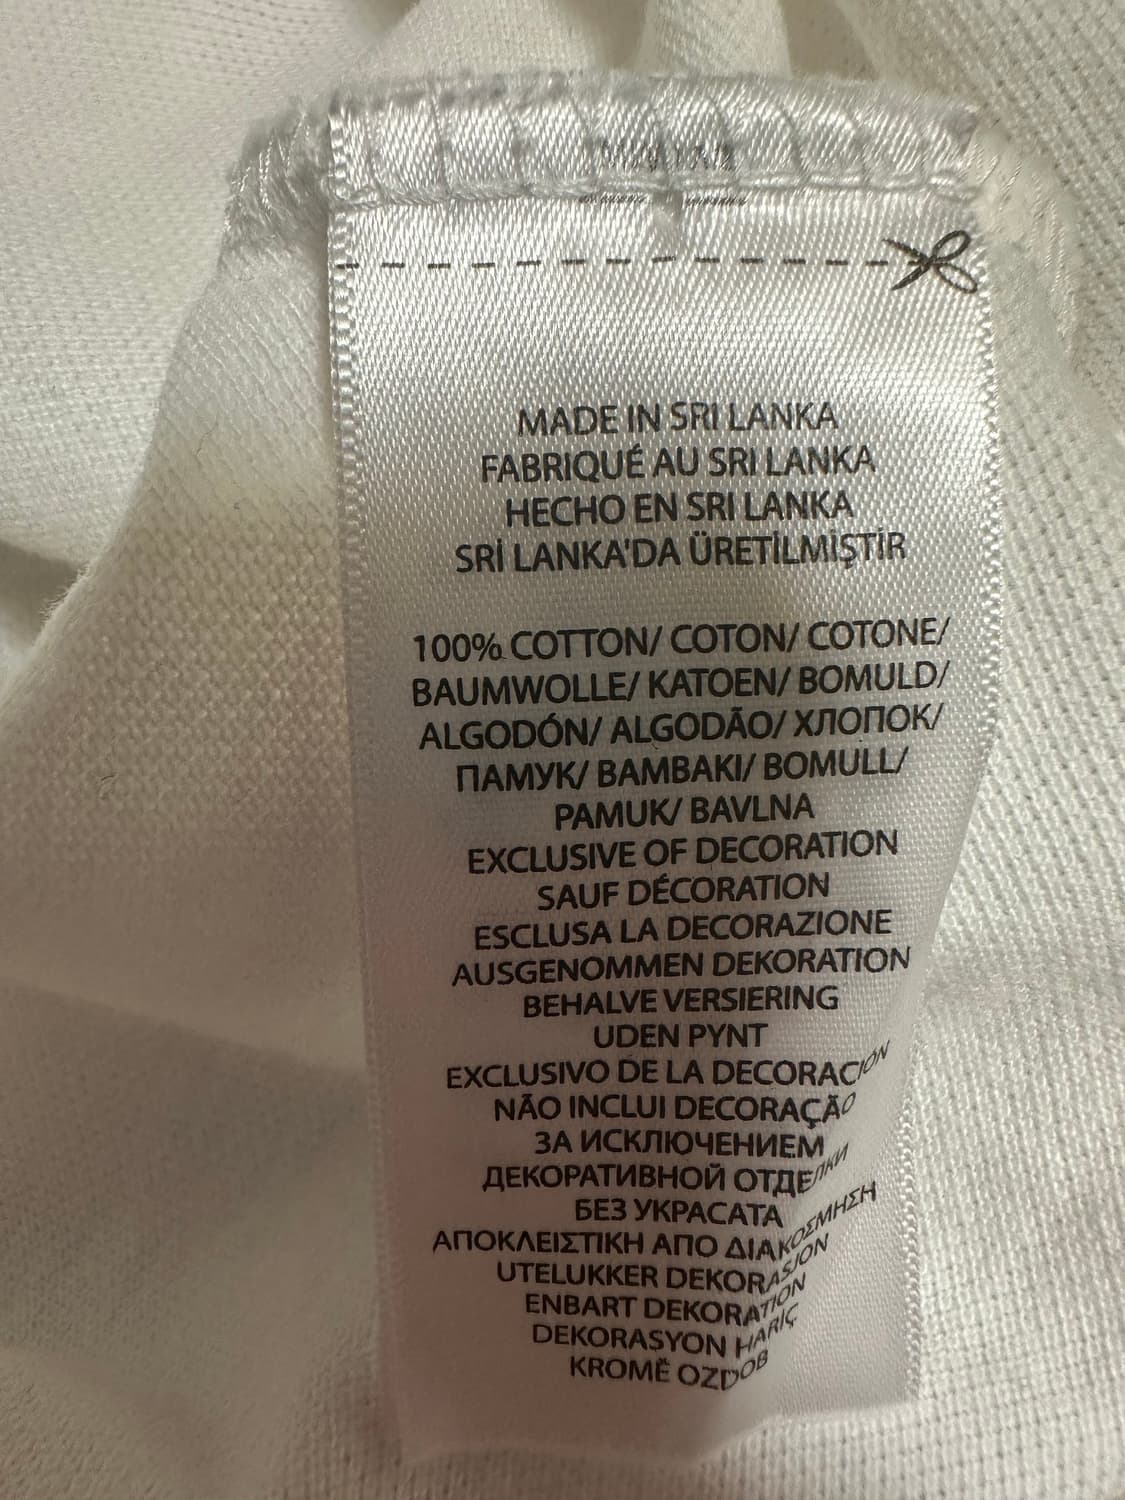 MADE IN SRI LANKA
FABRIQUÉ AU SRI LANKA
HECHO EN SRI LANKA
SRİ LANKA'DA ÜRETİLMİŞTİR
100% COTTON/ COTON/ COTONE/
BAUMWOLLE/ KATOEN/ BOMULD/
ALGODÓN/ ALGODÃO/ ХЛОПОК/
ПАМУК/ BAMBAKI/ BOMULL/
PAMUK/ BAVLNA
EXCLUSIVE OF DECORATION
SAUF DÉCORATION
ESCLUSA LA DECORAZIONE
AUSGENOMMEN DEKORATION
BEHALVE VERSIERING
UDEN PYNT
EXCLUSIVO DE LA DECORACIÓN
NÃO INCLUI DECORAÇÃO
ЗА ИСКЛЮЧЕНИЕМ
ДЕКОРАТИВНОЙ ОТДЕЛКИ
БЕЗ УКРАСАТА
ΑΠΟΚΛΕΙΣΤΙΚΗ ΑΠΟ ΔΙΑΚΟΣΜΗΣΗ
UTELUKKER DEKORASJON
ENBART DEKORATION
DEKORASYON HARİÇ
KROMĚ OZDOB